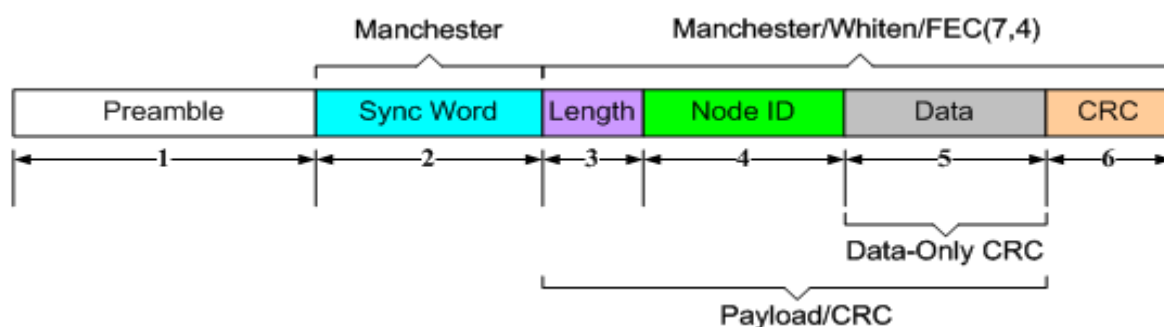 Manchester
Manchester/Whiten/FEC(7,4)
Preamble
Sync Word
Length
Node ID
Data
CRC
1
2
3
4
5
6
Data-Only CRC
Payload/CRC